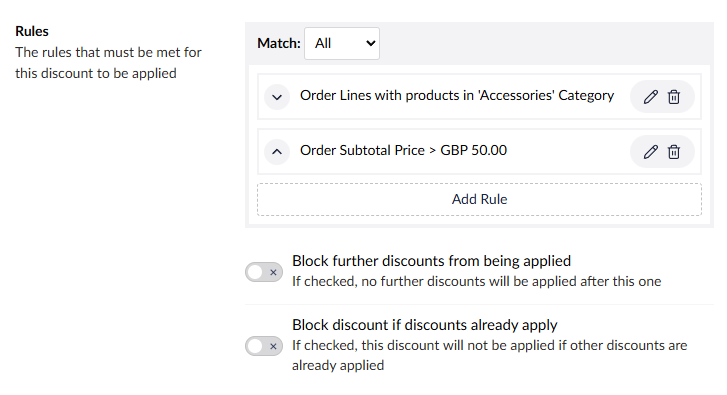 Rules
The rules that must be met for
this discount to be applied
Match: All
Order Lines with products in 'Accessories' Category
Order Subtotal Price > GBP 50.00
Add Rule
Block further discounts from being applied
If checked, no further discounts will be applied after this one
Block discount if discounts already apply
If checked, this discount will not be applied if other discounts are
already applied